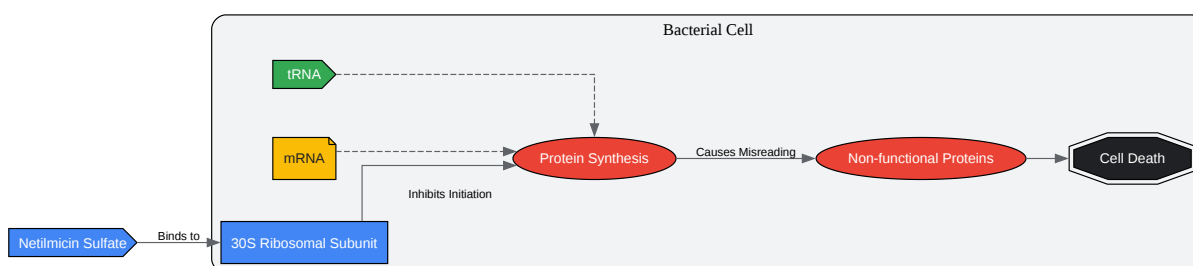 Bacterial Cell
tRNA
mRNA
Protein Synthesis
Causes Misreading
Non-functional Proteins
Cell Death
Inhibits Initiation
Netilmicin Sulfate
Binds to
30S Ribosomal Subunit